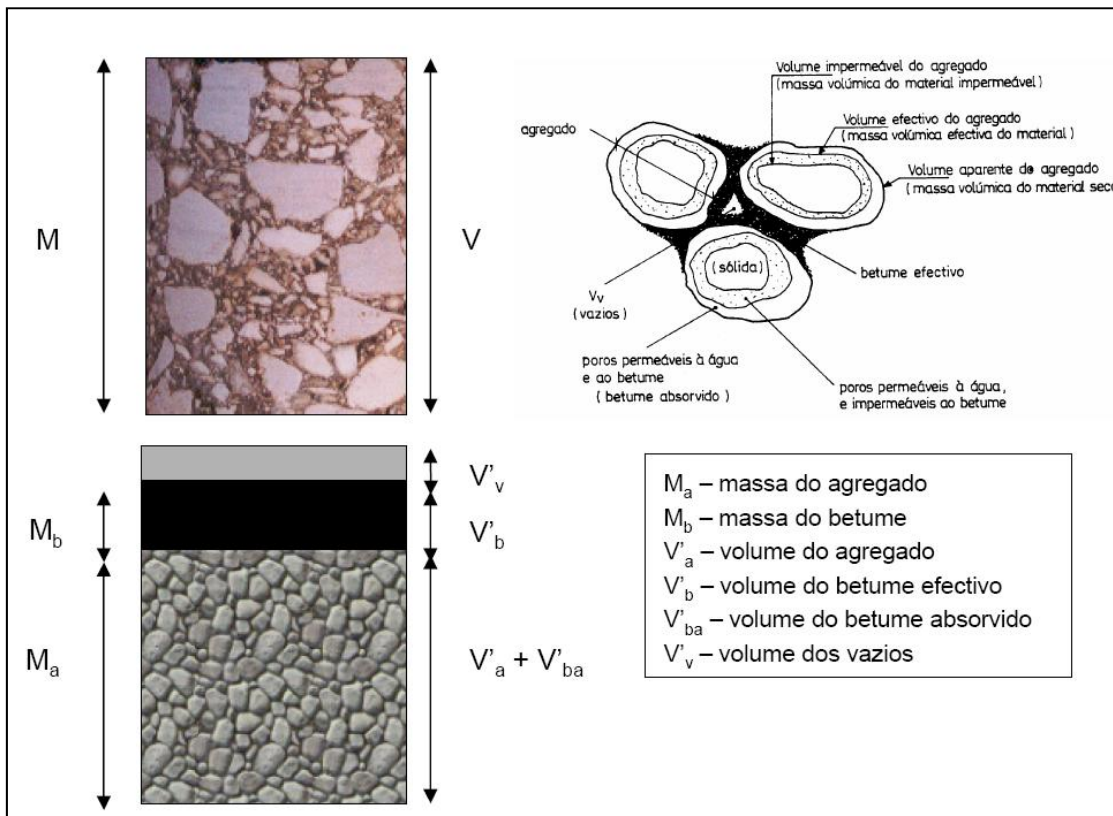 M
V
Volume impermeável do agregado
(massa volúmica do material impermeável)
agregado
Volume efectivo do agregado
(massa volúmica efectiva do material)
Volume aparente do agregado
(massa volúmica do material secu
(sólida)
betume efectivo
Vv
(vazios)
poros permeáveis à água
e ao betume
(betume absorvido)
poros permeáveis à água,
e impermeáveis ao betume
V'v
Mb
V'b
Ma
V'a + V'ba
Ma – massa do agregado
Mb – massa do betume
V'a – volume do agregado
V'b – volume do betume efectivo
V'ba – volume do betume absorvido
V'v – volume dos vazios